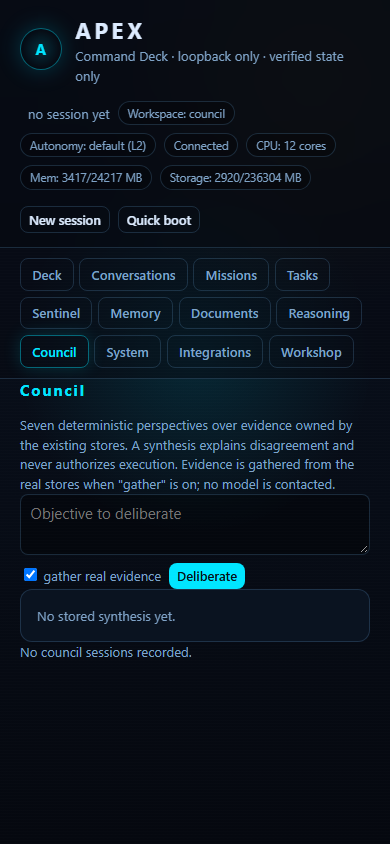 A
APEX
Command Deck · loopback only · verified state
only
no session yet
Workspace: council
Autonomy: default (L2)
Connected
CPU: 12 cores
Mem: 3417/24217 MB
Storage: 2920/236304 MB
New session
Quick boot
Deck
Conversations
Missions
Tasks
Sentinel
Memory
Documents
Reasoning
Council
System
Integrations
Workshop
Council
Seven deterministic perspectives over evidence owned by
the existing stores. A synthesis explains disagreement and
never authorizes execution. Evidence is gathered from the
real stores when "gather" is on; no model is contacted.
Objective to deliberate
gather real evidence
Deliberate
No stored synthesis yet.
No council sessions recorded.